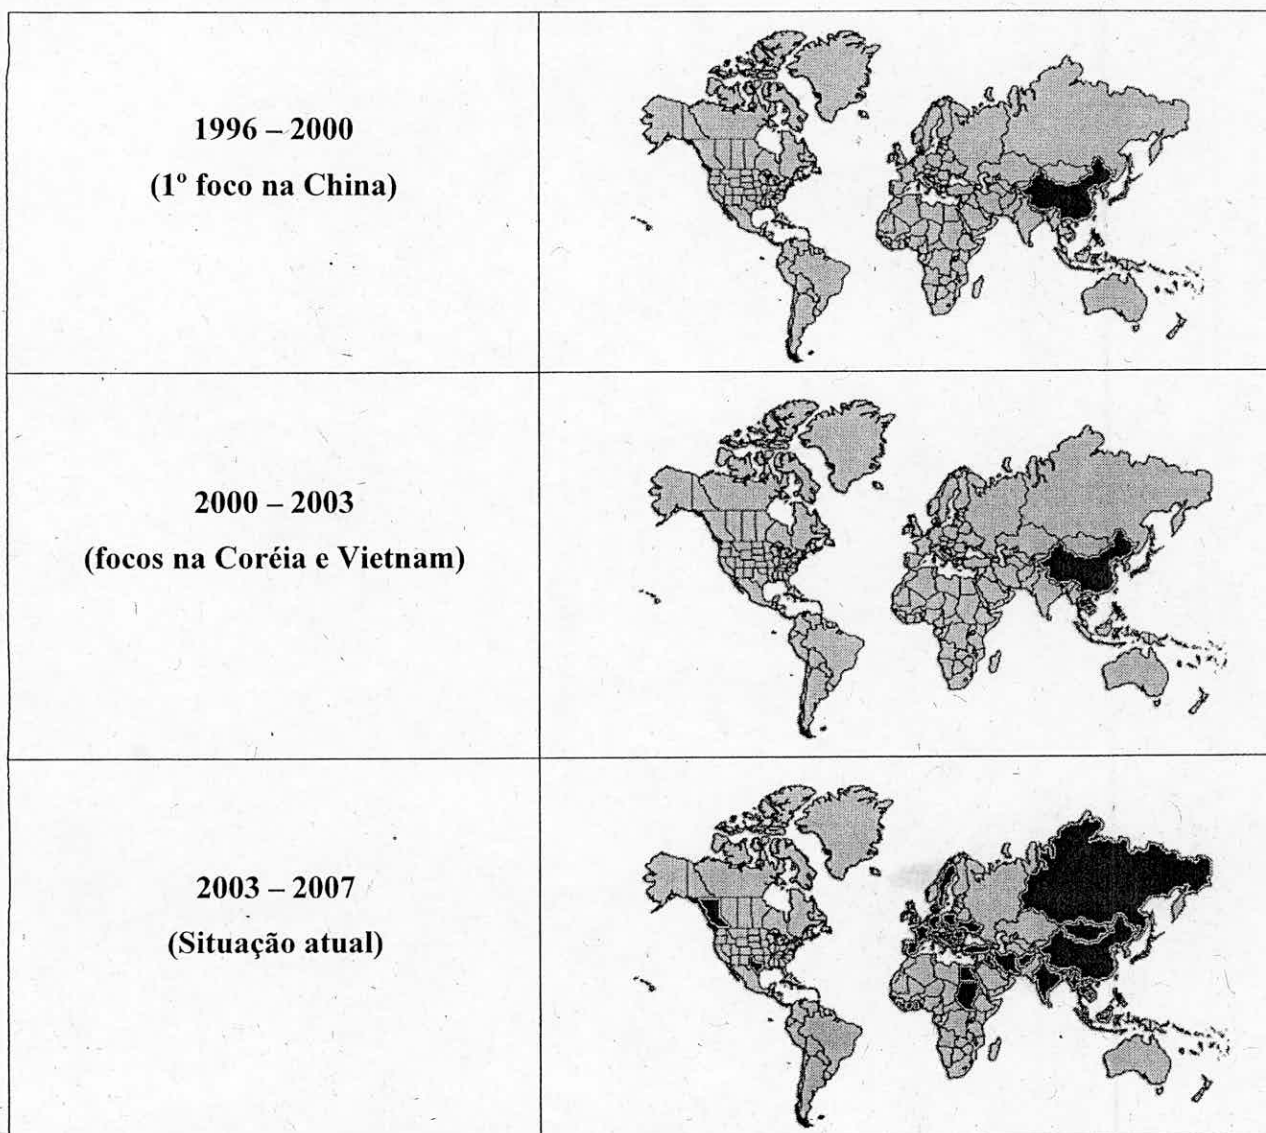 1996 – 2000
(1º foco na China)
2000 – 2003
(focos na Coréia e Vietnam)
2003 – 2007
(Situação atual)